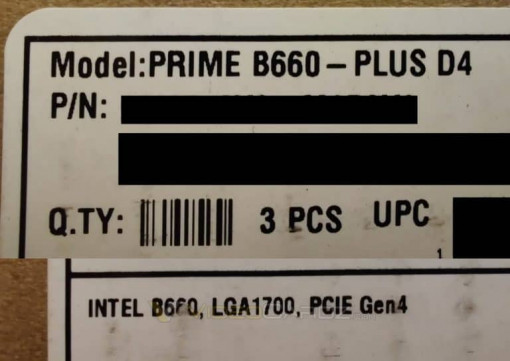 Model:PRIME B660-PLUS D4
P/N:
Q.TY: 3 PCS UPC
1
INTEL B660, LGA1700, PCIE Gen4